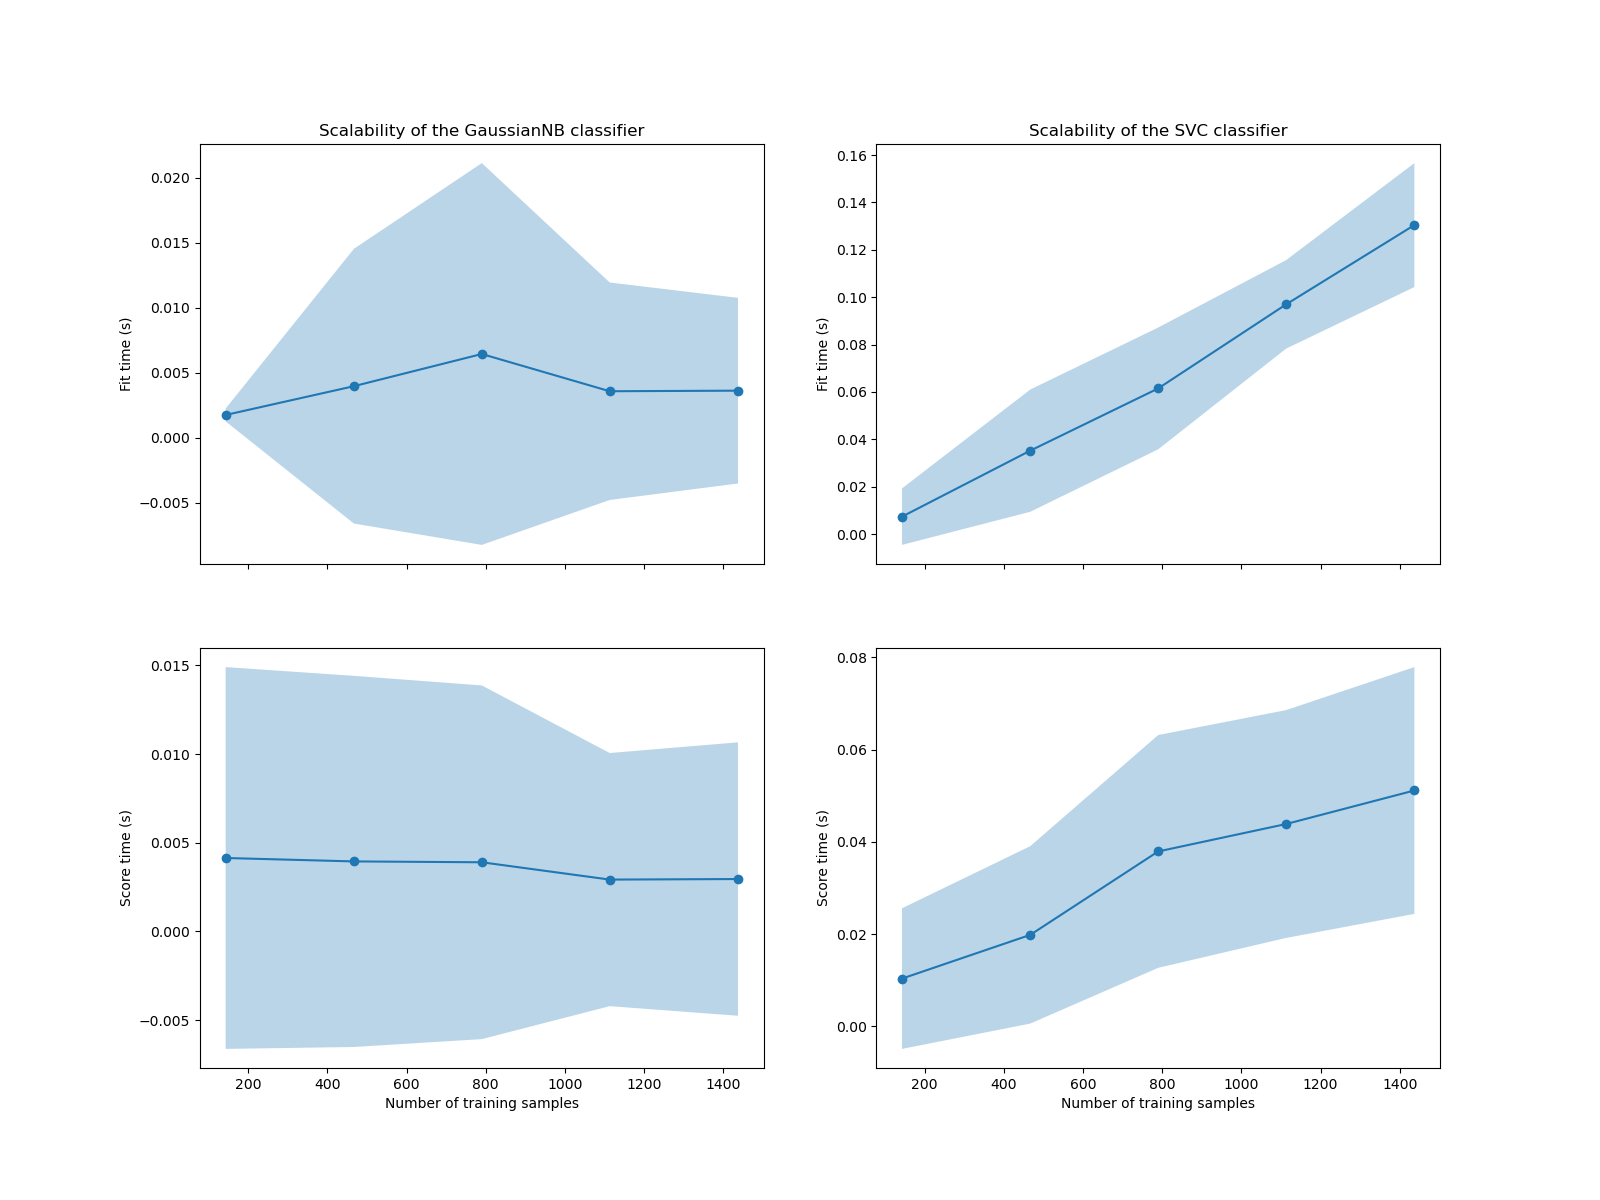 Scalability of the GaussianNB classifier
0.020
0.015
0.010
0.005
0.000
−0.005
Fit time (s)
Scalability of the SVC classifier
0.16
0.14
0.12
0.10
0.08
0.06
0.04
0.02
0.00
Fit time (s)
0.015
0.010
0.005
0.000
−0.005
Score time (s)
200 400 600 800 1000 1200 1400
Number of training samples
0.08
0.06
0.04
0.02
0.00
Score time (s)
200 400 600 800 1000 1200 1400
Number of training samples